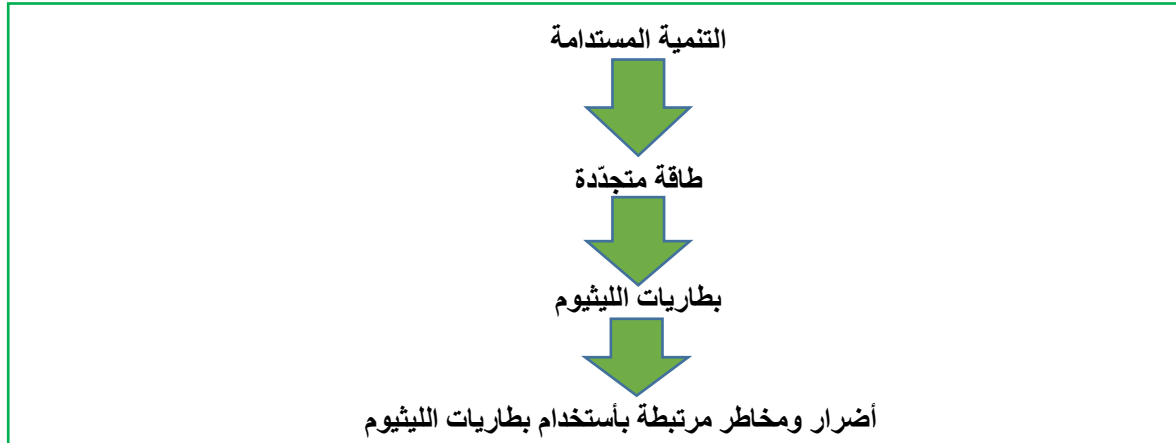 التنمية المستدامة
طاقة متجدّدة
بطاريات الليثيوم
أضرار ومخاطر مرتبطة بأستخدام بطاريات الليثيوم